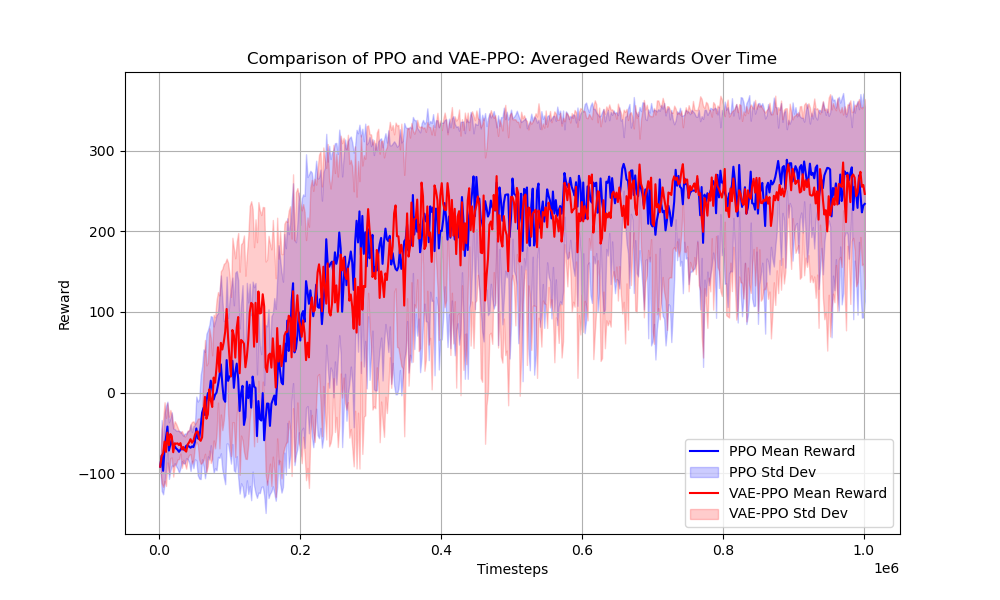 Comparison of PPO and VAE-PPO: Averaged Rewards Over Time
Reward
300
200
100
0
−100
0.0
0.2
0.4
0.6
0.8
1.0
1e6
Timesteps
PPO Mean Reward
PPO Std Dev
VAE-PPO Mean Reward
VAE-PPO Std Dev